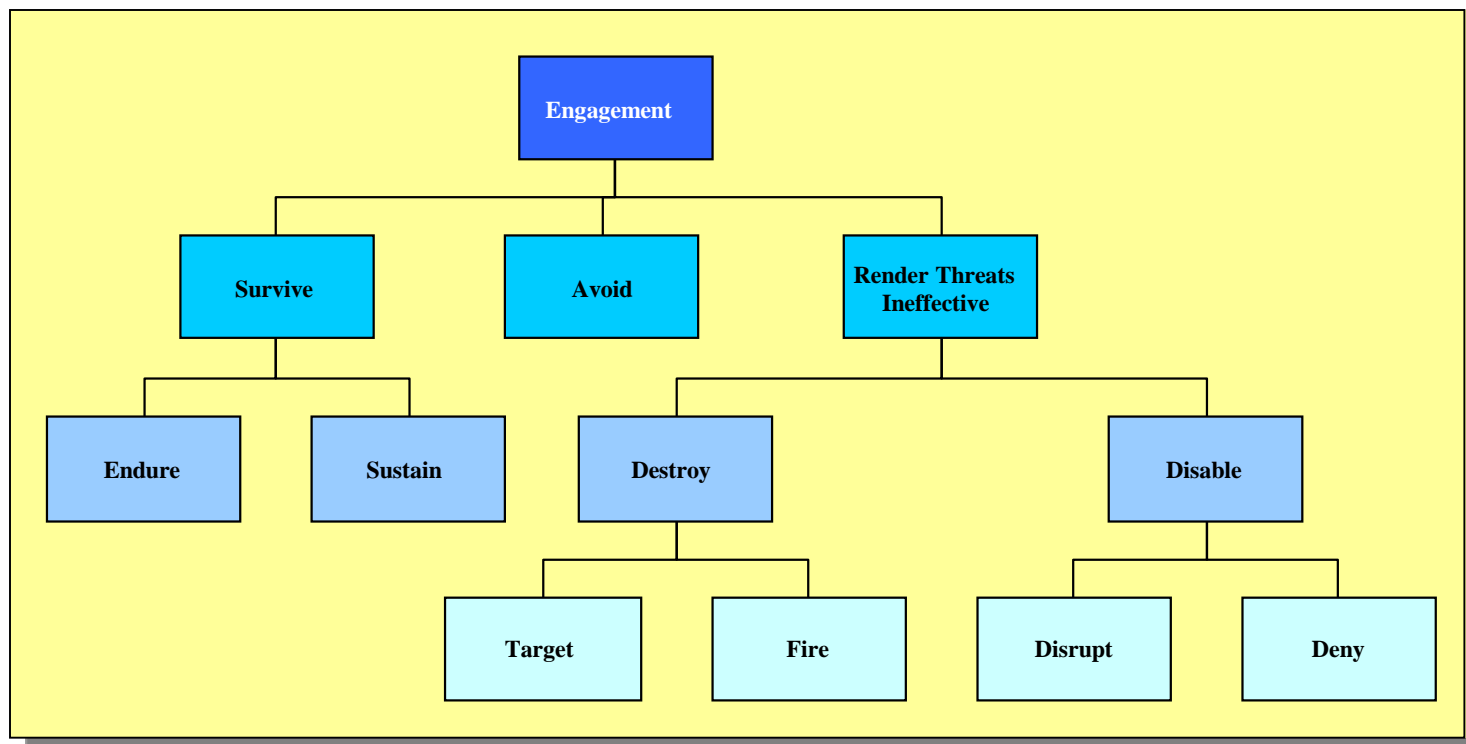 Engagement
Survive
Avoid
Render Threats
Ineffective
Endure
Sustain
Destroy
Disable
Target
Fire
Disrupt
Deny